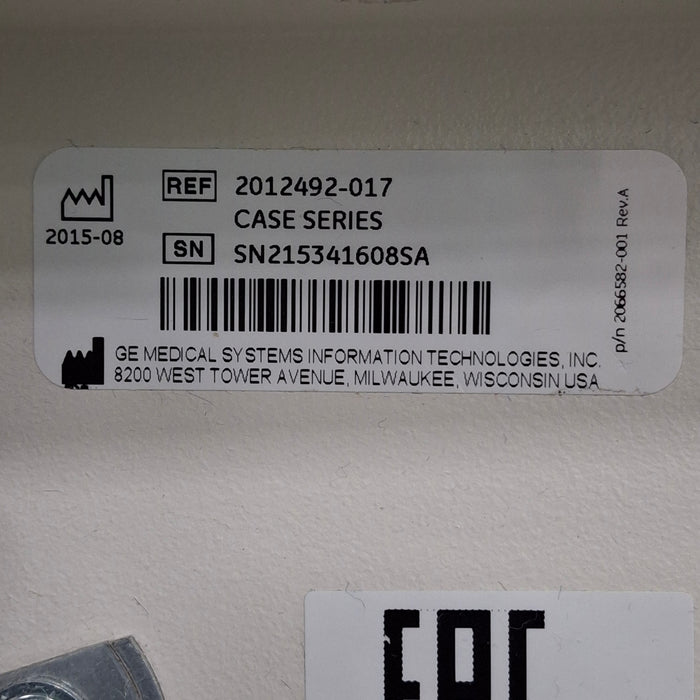 REF 2012492-017
CASE SERIES
2015-08
SN SN215341608SA
GE MEDICAL SYSTEMS INFORMATION TECHNOLOGIES, INC.
8200 WEST TOWER AVENUE, MILWAUKEE, WISCONSIN USA
p/n 2066582-001 Rev.A
EAC